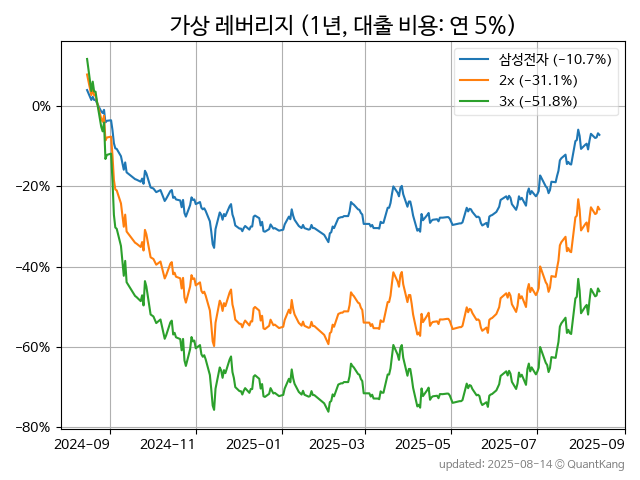 가상 레버리지 (1년, 대출 비용: 연 5%)
삼성전자 (−10.7%)
2x (−31.1%)
3x (−51.8%)
0%
−20%
−40%
−60%
−80%
2024-09 2024-11 2025-01 2025-03 2025-05 2025-07 2025-09
updated: 2025-08-14 © QuantKang